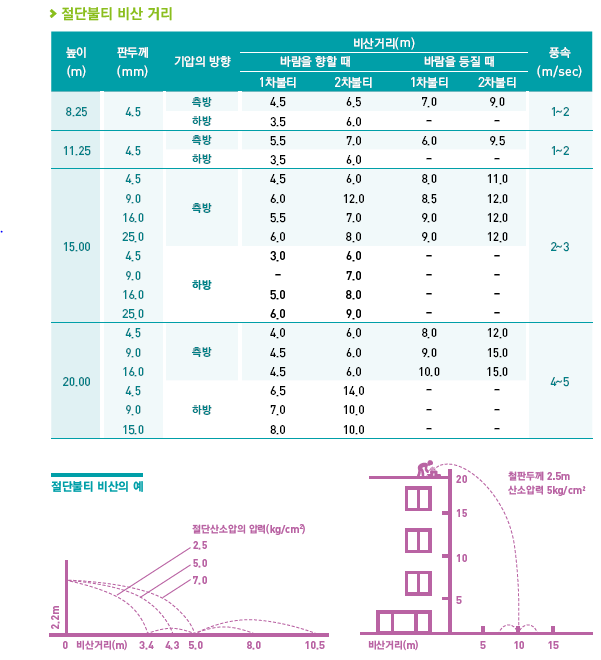 절단불티 비산 거리
높이 (m) 판두께 (mm) 기압의 방향 비산거리(m) 풍속 (m/sec)
바람을 향할 때 바람을 등질 때
1차불티 2차불티 1차불티 2차불티
8.25 4.5 측방 4.5 6.5 7.0 9.0 1~2
하방 3.5 6.0 - -
11.25 4.5 측방 5.5 7.0 6.0 9.5 1~2
하방 3.5 6.0 - -
15.00 4.5 측방 4.5 6.0 8.0 11.0 2~3
9.0 6.0 12.0 8.5 12.0
16.0 5.5 7.0 9.0 12.0
25.0 6.0 8.0 9.0 12.0
4.5 하방 3.0 6.0 - -
9.0 - 7.0 - -
16.0 5.0 8.0 - -
25.0 6.0 9.0 - -
20.00 4.5 측방 4.0 6.0 8.0 12.0 4~5
9.0 4.5 6.0 9.0 15.0
16.0 4.5 6.0 10.0 15.0
4.5 하방 6.5 14.0 - -
9.0 7.0 10.0 - -
15.0 8.0 10.0 - -
절단불티 비산의 예
절단산소압의 압력(kg/cm²)
2.5
5.0
7.0
2.2m
0 비산거리(m) 3.4 4.3 5.0 8.0 10.5
철판두께 2.5m
산소압력 5kg/cm²
20
15
10
5
비산거리(m) 5 10 15